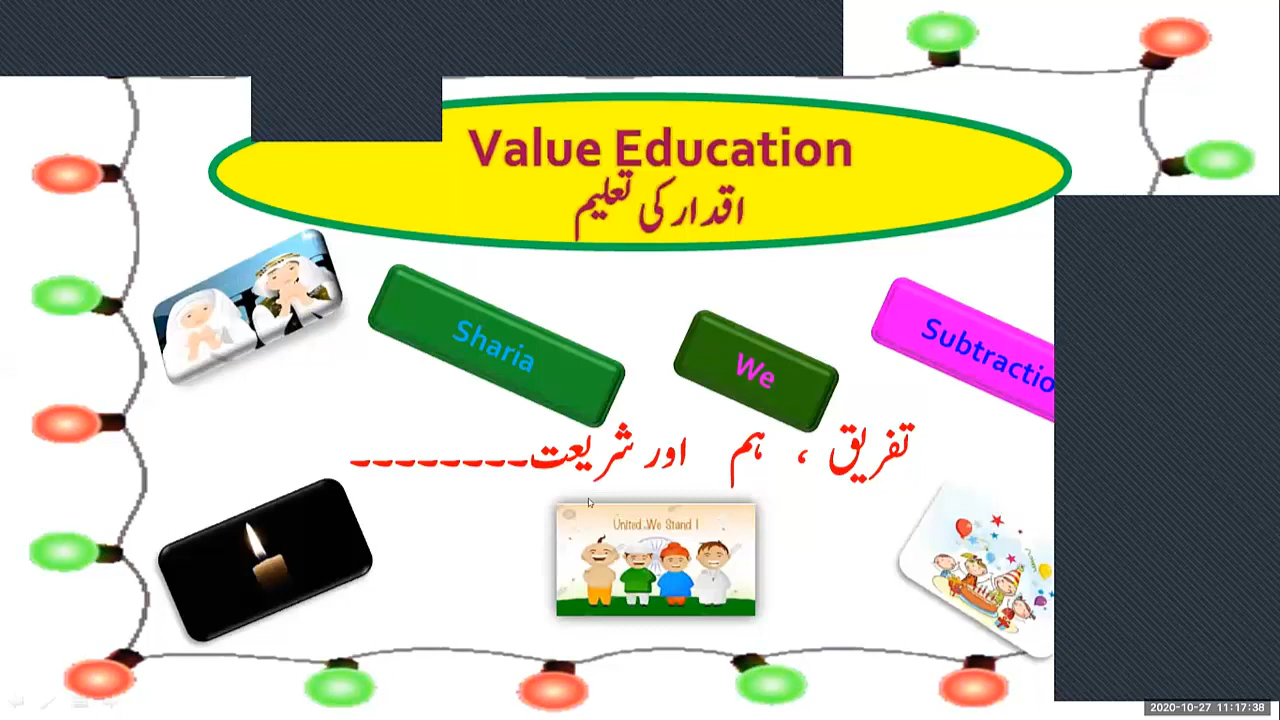 Value Education
اقدار کی تعلیم
Sharia
We
Subtractio
تفریق ، ہم اور شریعت۔۔۔۔۔۔۔۔
United We Stand !
2020-10-27 11:17:38